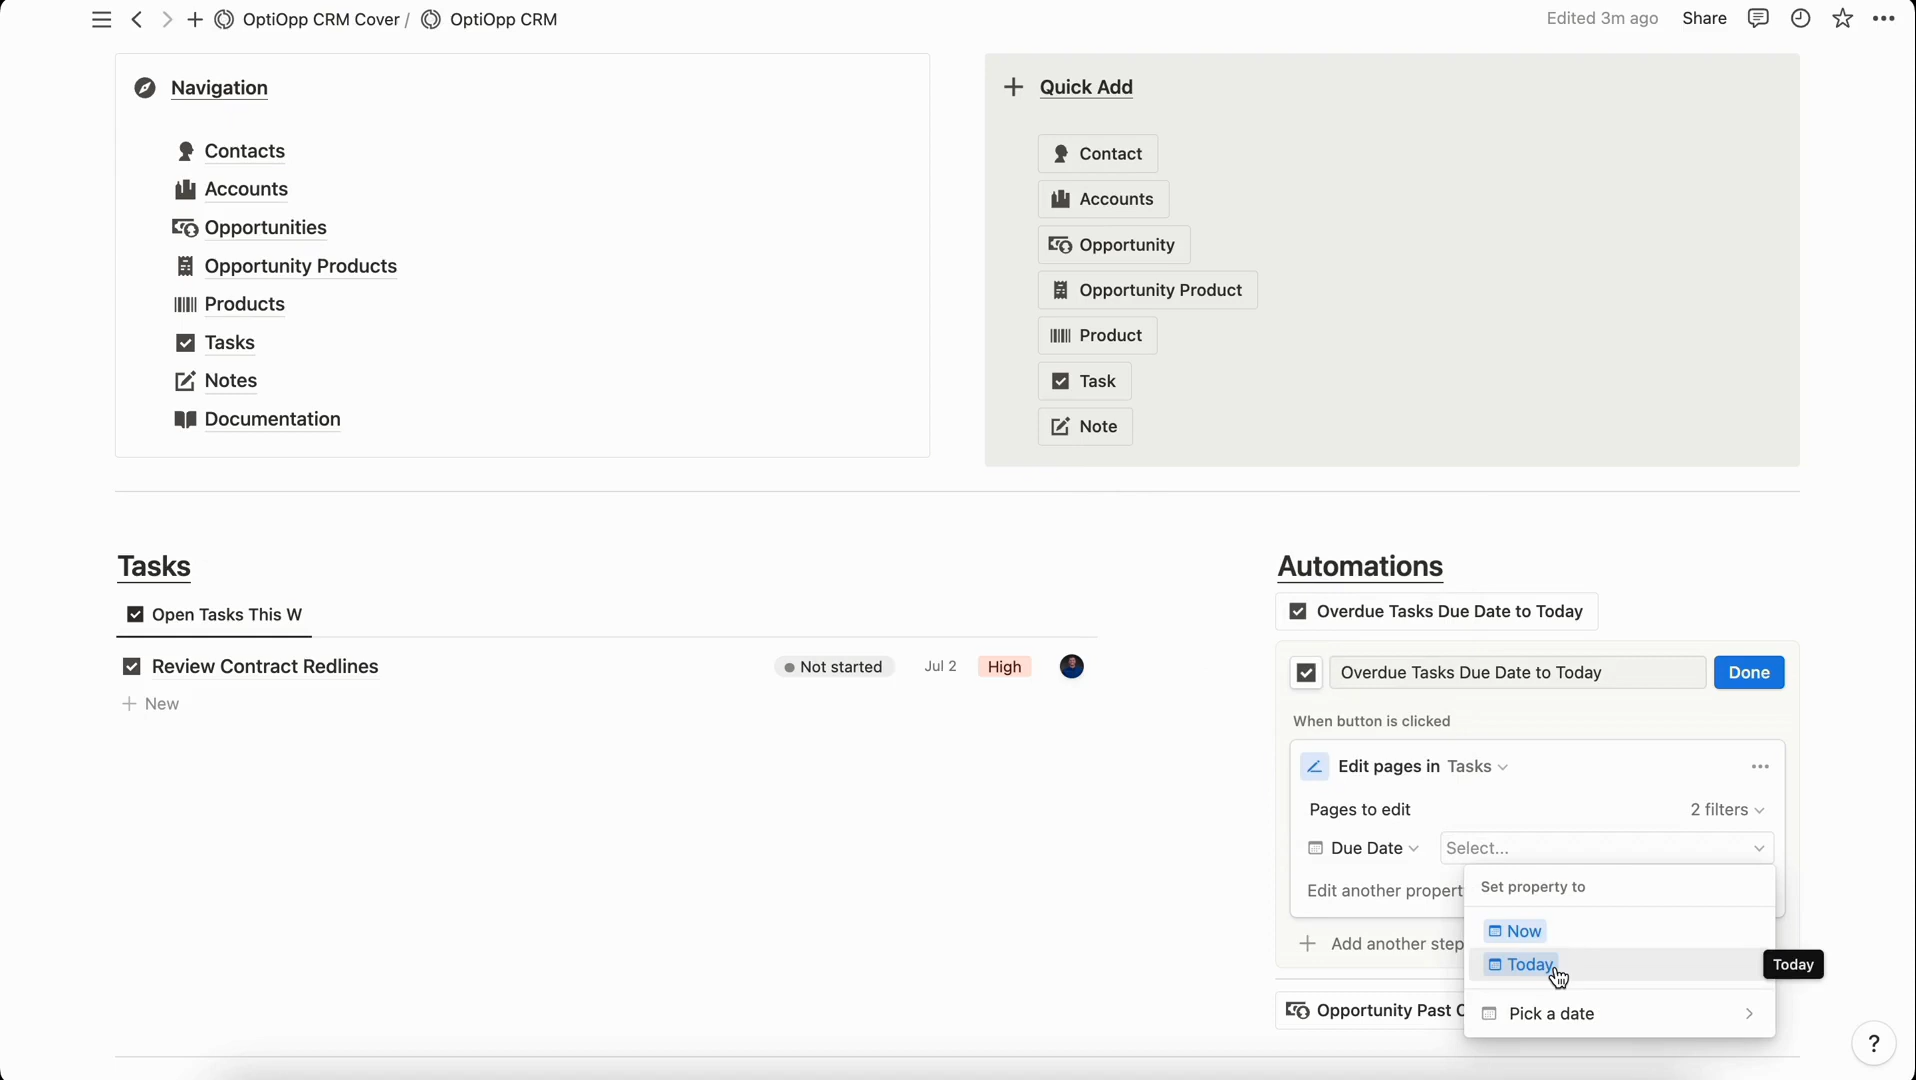 OptiOpp CRM Cover / OptiOpp CRM
Edited 3m ago Share
Navigation
Contacts
Accounts
Opportunities
Opportunity Products
Products
Tasks
Notes
Documentation
Quick Add
Contact
Accounts
Opportunity
Opportunity Product
Product
Task
Note
Tasks
Open Tasks This W
Review Contract Redlines Not started Jul 2 High
New
Automations
Overdue Tasks Due Date to Today
Overdue Tasks Due Date to Today Done
When button is clicked
Edit pages in Tasks
Pages to edit 2 filters
Due Date Select...
Edit another propert
Set property to
Now
Add another step
Today
Today
Opportunity Past
Pick a date
?